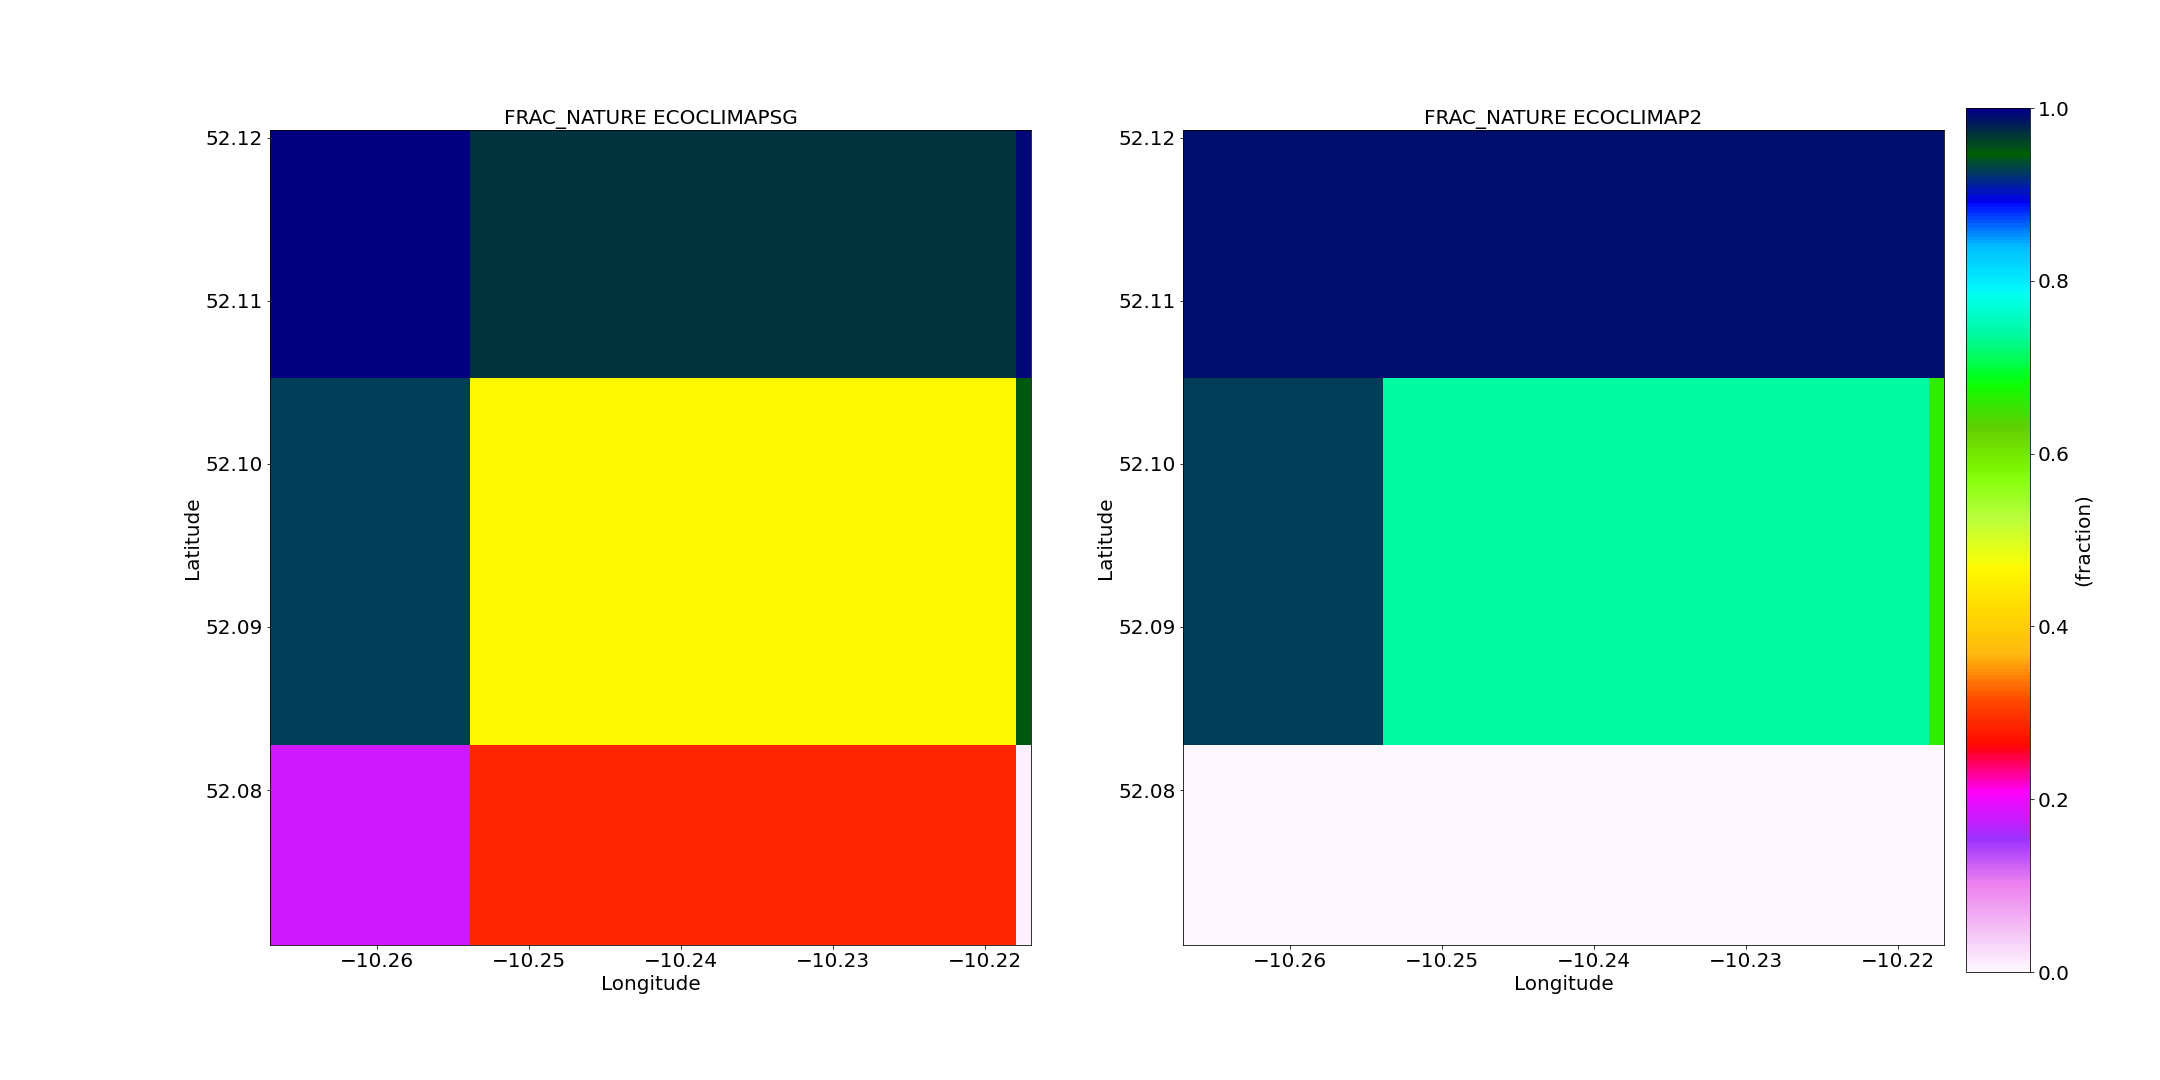 FRAC_NATURE ECOCLIMAPSG
52.12
52.11
52.10
52.09
52.08
Latitude
−10.26 −10.25 −10.24 −10.23 −10.22
Longitude
FRAC_NATURE ECOCLIMAP2
52.12
52.11
52.10
52.09
52.08
Latitude
−10.26 −10.25 −10.24 −10.23 −10.22
Longitude
1.0
0.8
0.6
0.4
0.2
0.0
(fraction)